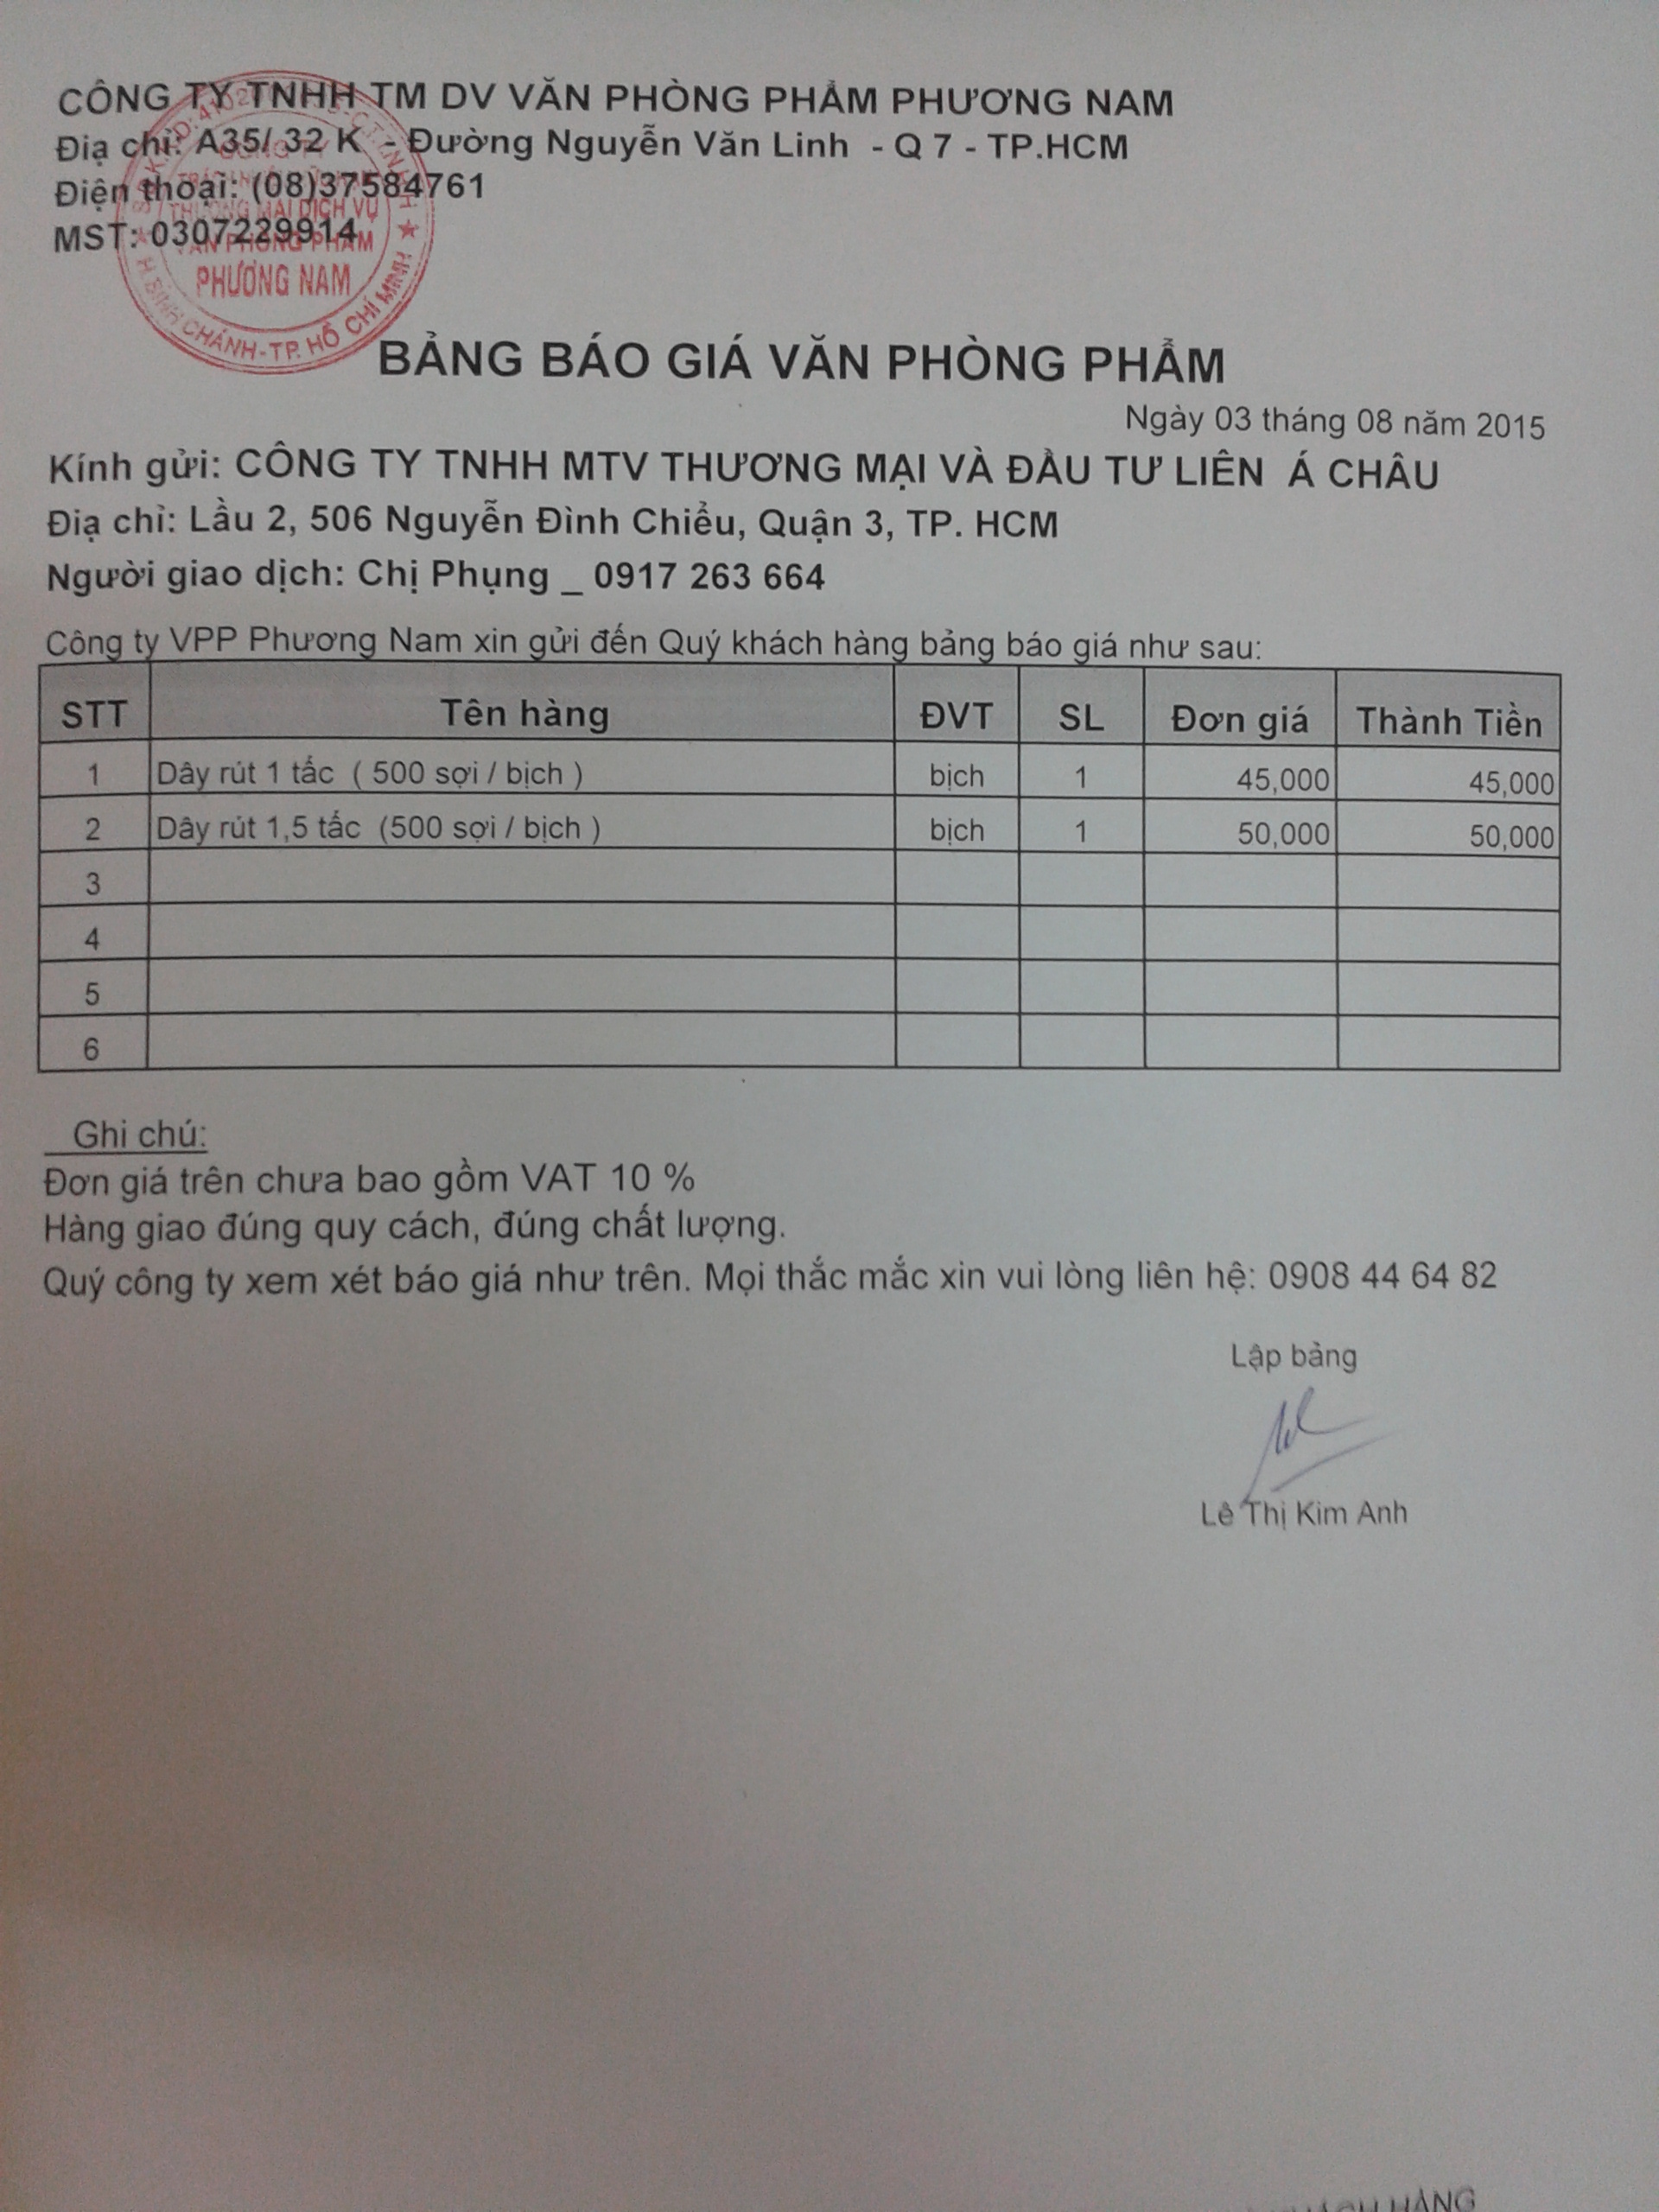 CÔNG TY TNHH TM DV VĂN PHÒNG PHẨM PHƯƠNG NAM
Địa chỉ: A35/ 32 K - Đường Nguyễn Văn Linh - Q 7 - TP.HCM
Điện thoại: (08)37584761
MST: 0307229914
THƯƠNG MẠI DỊCH VỤ
VĂN PHÒNG PHẨM
PHƯƠNG NAM
H.BÌNH CHÁNH-TP. HỒ CHÍ MINH
BẢNG BÁO GIÁ VĂN PHÒNG PHẨM
Ngày 03 tháng 08 năm 2015
Kính gửi: CÔNG TY TNHH MTV THƯƠNG MẠI VÀ ĐẦU TƯ LIÊN Á CHÂU
Địa chỉ: Lầu 2, 506 Nguyễn Đình Chiểu, Quận 3, TP. HCM
Người giao dịch: Chị Phụng _ 0917 263 664
Công ty VPP Phương Nam xin gửi đến Quý khách hàng bảng báo giá như sau:
STT Tên hàng ĐVT SL Đơn giá Thành Tiền
1 Dây rút 1 tấc ( 500 sợi / bịch ) bịch 1 45,000 45,000
2 Dây rút 1,5 tấc (500 sợi / bịch ) bịch 1 50,000 50,000
3
4
5
6
Ghi chú:
Đơn giá trên chưa bao gồm VAT 10 %
Hàng giao đúng quy cách, đúng chất lượng.
Quý công ty xem xét báo giá như trên. Mọi thắc mắc xin vui lòng liên hệ: 0908 44 64 82
Lập bảng
Lê Thị Kim Anh
HÀNG